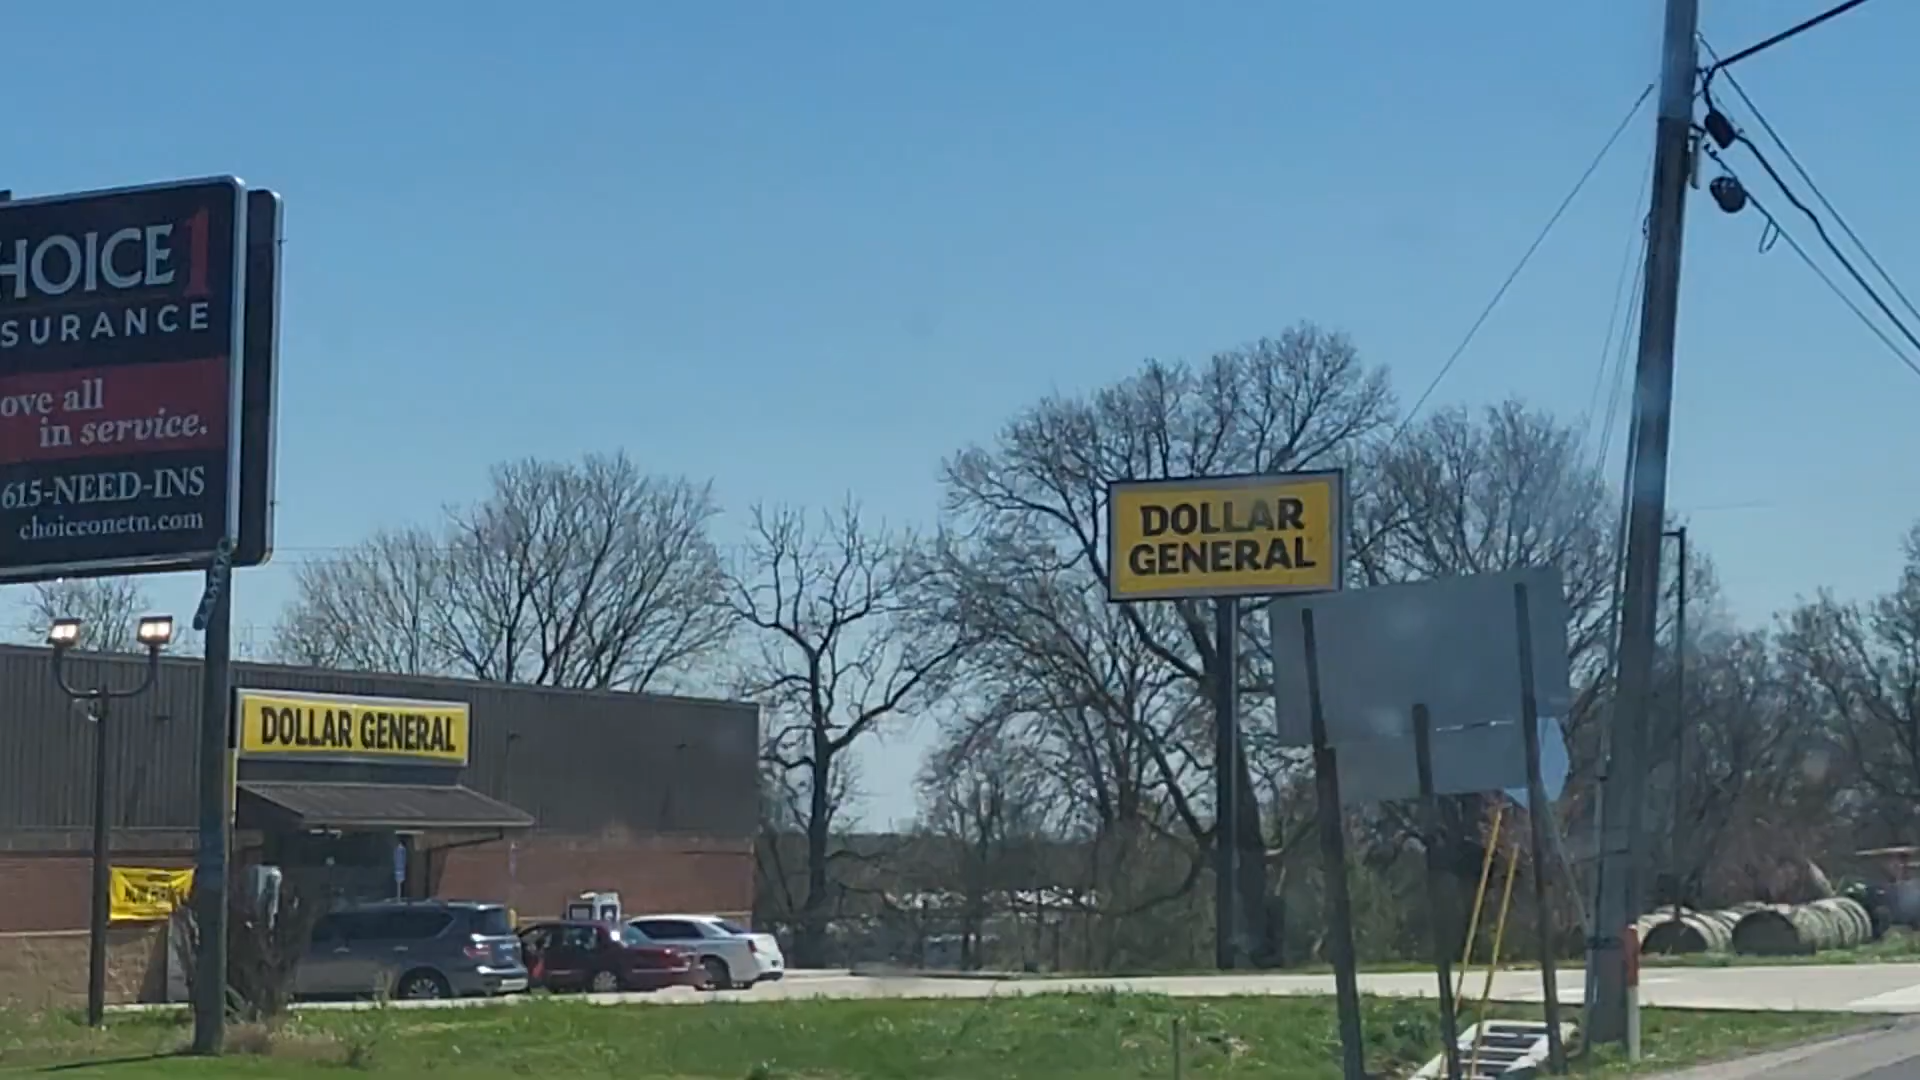 HOICE1
SURANCE
ove all
in service.
615-NEED-INS
choiceonetn.com
DOLLAR GENERAL
DOLLAR
GENERAL